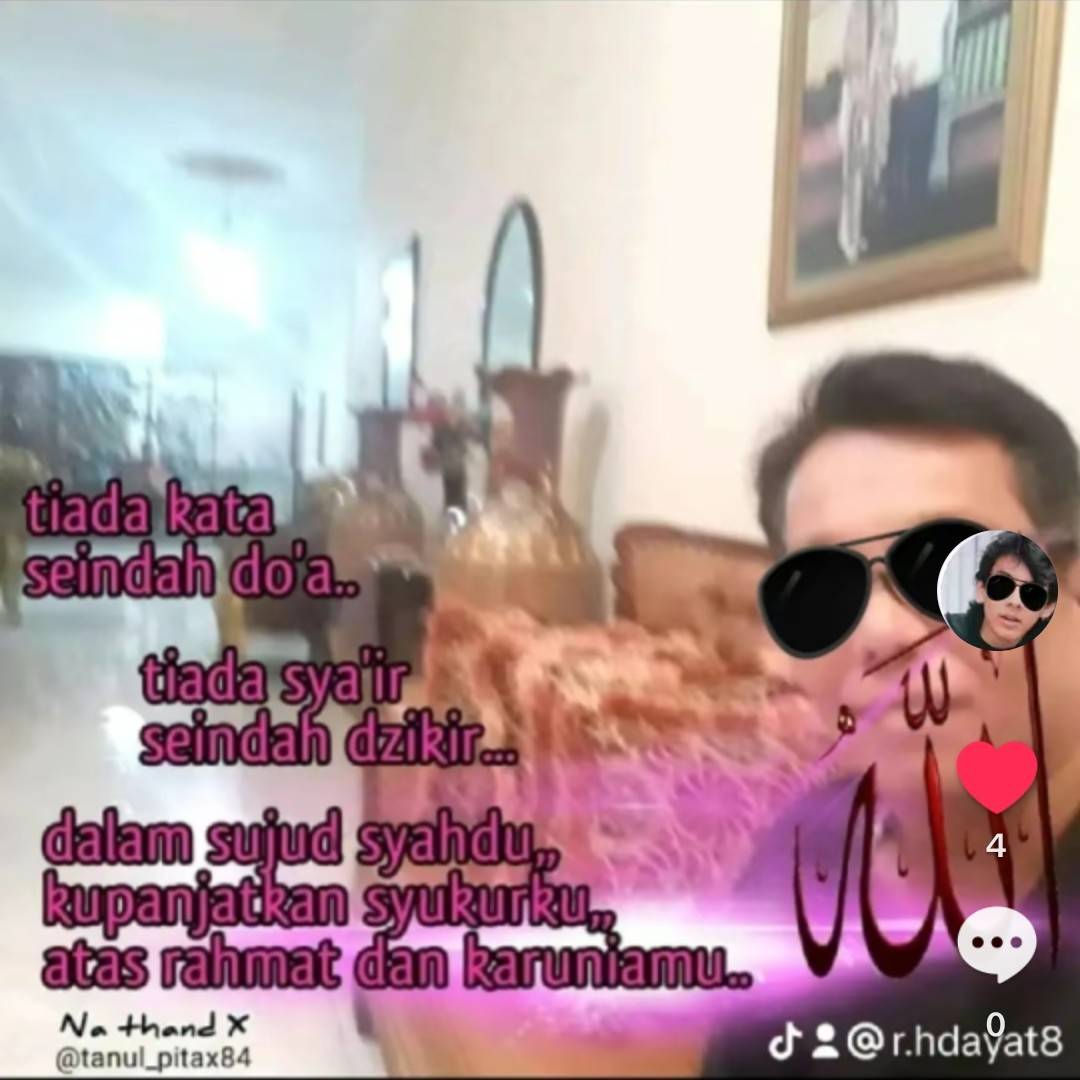 tiada kata
seindah do'a..
tiada sya'ir
seindah dzikir...
dalam sujud syahdu,,
kupanjatkan syukurku,,
atas rahmat dan karuniamu..
الله
4
0
Na thand X
@tanul_pitax84
@r.hdayat8